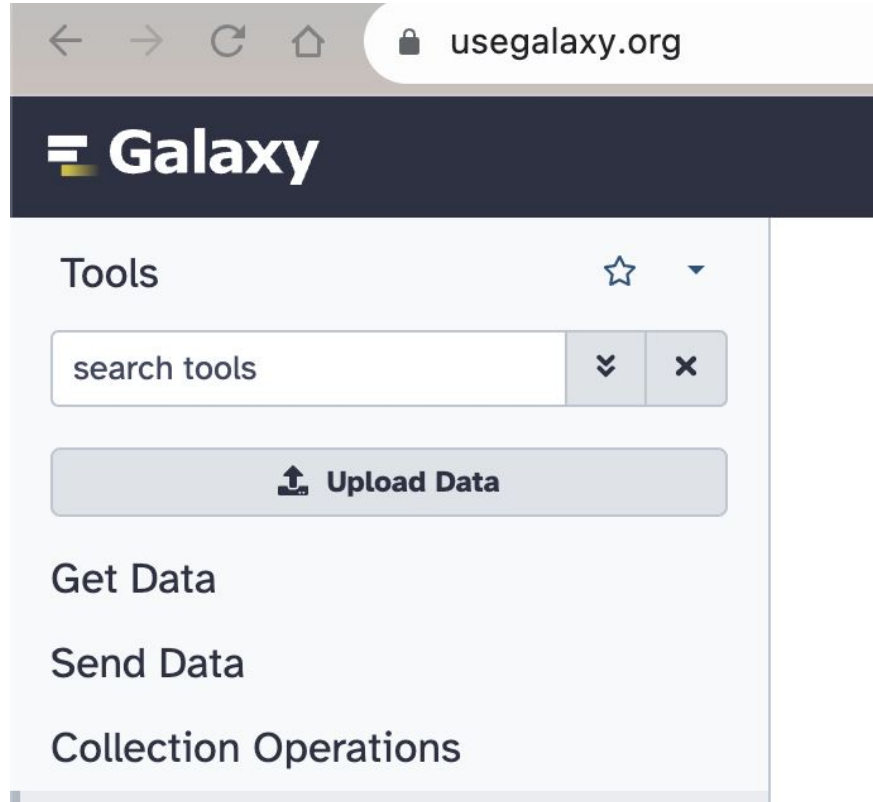 usegalaxy.org
Galaxy
Tools
search tools
Upload Data
Get Data
Send Data
Collection Operations